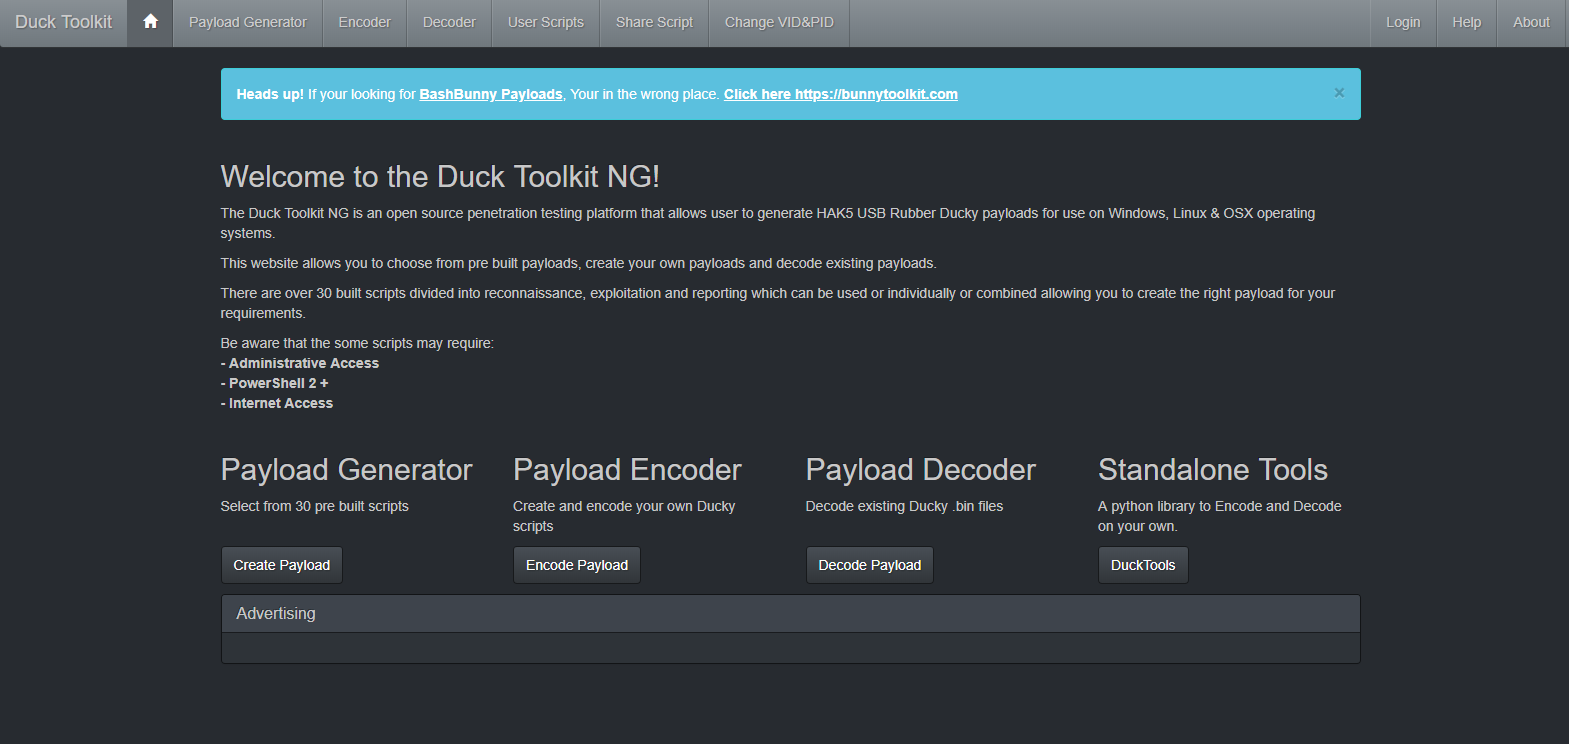 Duck Toolkit Payload Generator Encoder Decoder User Scripts Share Script Change VID&PID Login Help About
Heads up! If your looking for BashBunny Payloads, Your in the wrong place. Click here https://bunnytoolkit.com ×
Welcome to the Duck Toolkit NG!
The Duck Toolkit NG is an open source penetration testing platform that allows user to generate HAK5 USB Rubber Ducky payloads for use on Windows, Linux & OSX operating
systems.
This website allows you to choose from pre built payloads, create your own payloads and decode existing payloads.
There are over 30 built scripts divided into reconnaissance, exploitation and reporting which can be used or individually or combined allowing you to create the right payload for your
requirements.
Be aware that the some scripts may require:
- Administrative Access
- PowerShell 2 +
- Internet Access
Payload Generator
Select from 30 pre built scripts
Create Payload
Payload Encoder
Create and encode your own Ducky
scripts
Encode Payload
Payload Decoder
Decode existing Ducky .bin files
Decode Payload
Standalone Tools
A python library to Encode and Decode
on your own.
DuckTools
Advertising